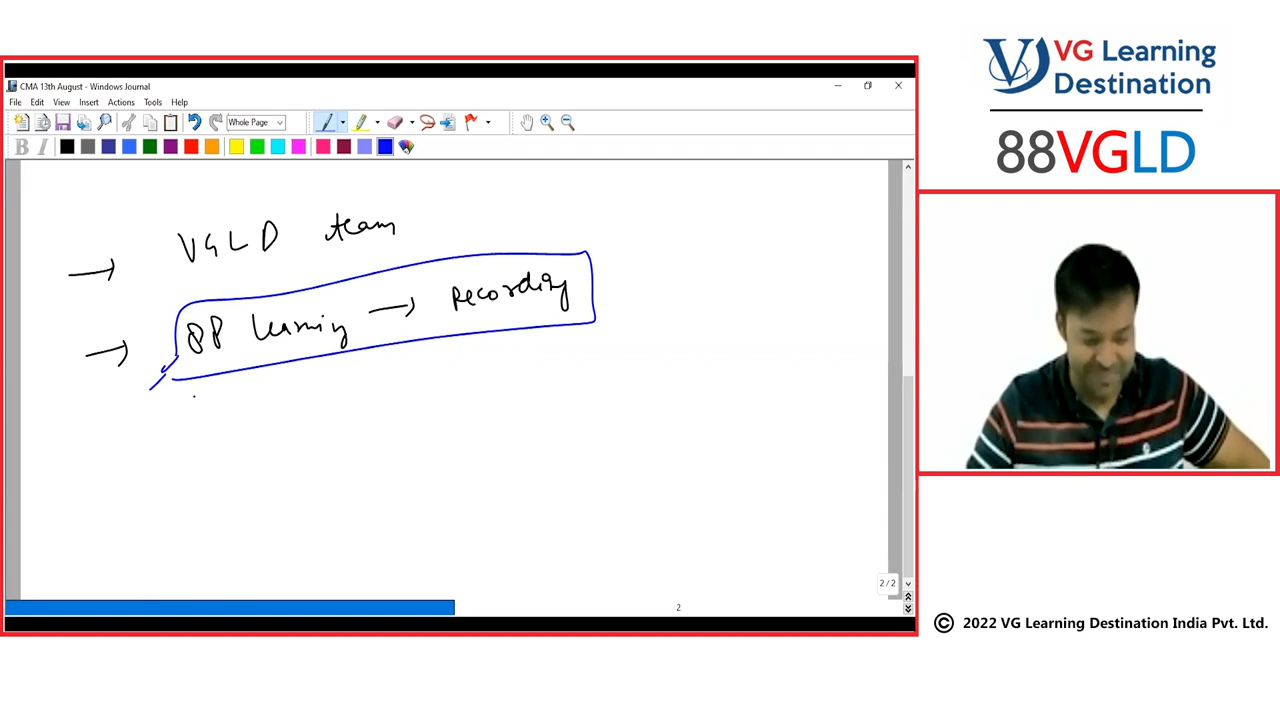 VG Learning
Destination
88VGLD
CMA 13th August - Windows Journal
File Edit View Insert Actions Tools Help
Whole Page
B I
→ VGLD team
→ learning → Recording
2 / 2
2
© 2022 VG Learning Destination India Pvt. Ltd.